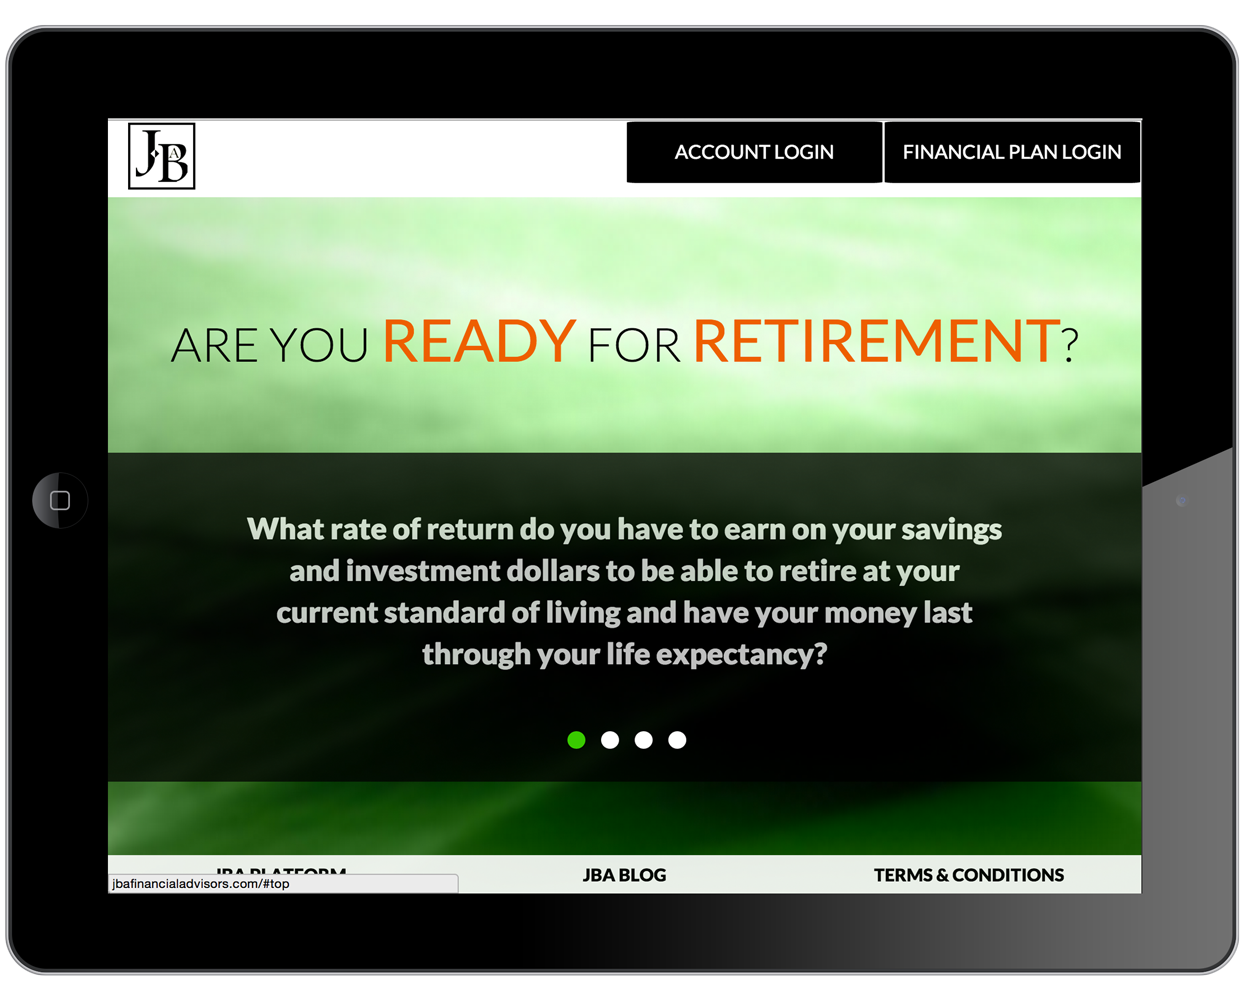 JBA
ACCOUNT LOGIN
FINANCIAL PLAN LOGIN
ARE YOU READY FOR RETIREMENT?
What rate of return do you have to earn on your savings
and investment dollars to be able to retire at your
current standard of living and have your money last
through your life expectancy?
JBA PLATFORM
JBA BLOG
TERMS & CONDITIONS
jbafinancialadvisors.com/#top